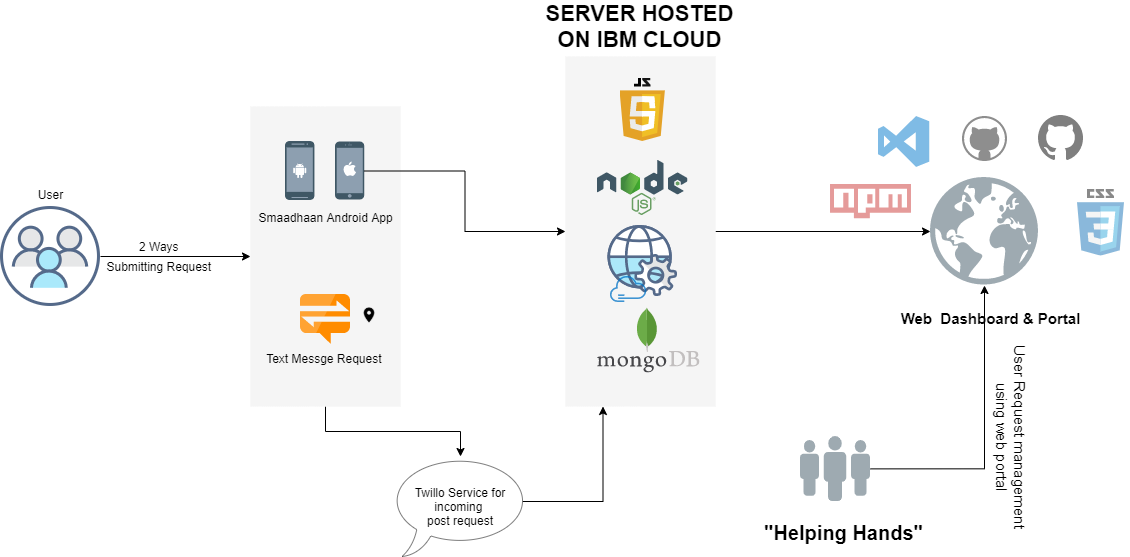 SERVER HOSTED
ON IBM CLOUD
JS
5
node
JS
mongoDB
User
2 Ways
Submitting Request
Smaadhaan Android App
Text Messge Request
Twillo Service for
incoming
post request
npm
CSS
3
Web Dashboard & Portal
User Request management
using web portal
"Helping Hands"